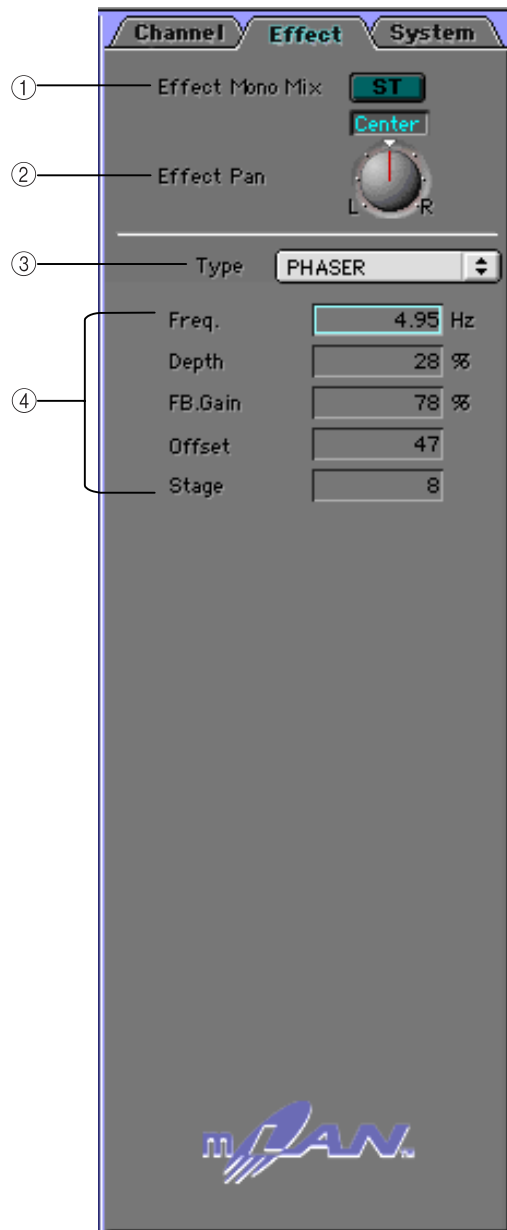 Channel Effect System
① Effect Mono Mix ST
Center
② Effect Pan
L R
③ Type PHASER
Freq. 4.95 Hz
Depth 28 %
④ FB.Gain 78 %
Offset 47
Stage 8
mLAN